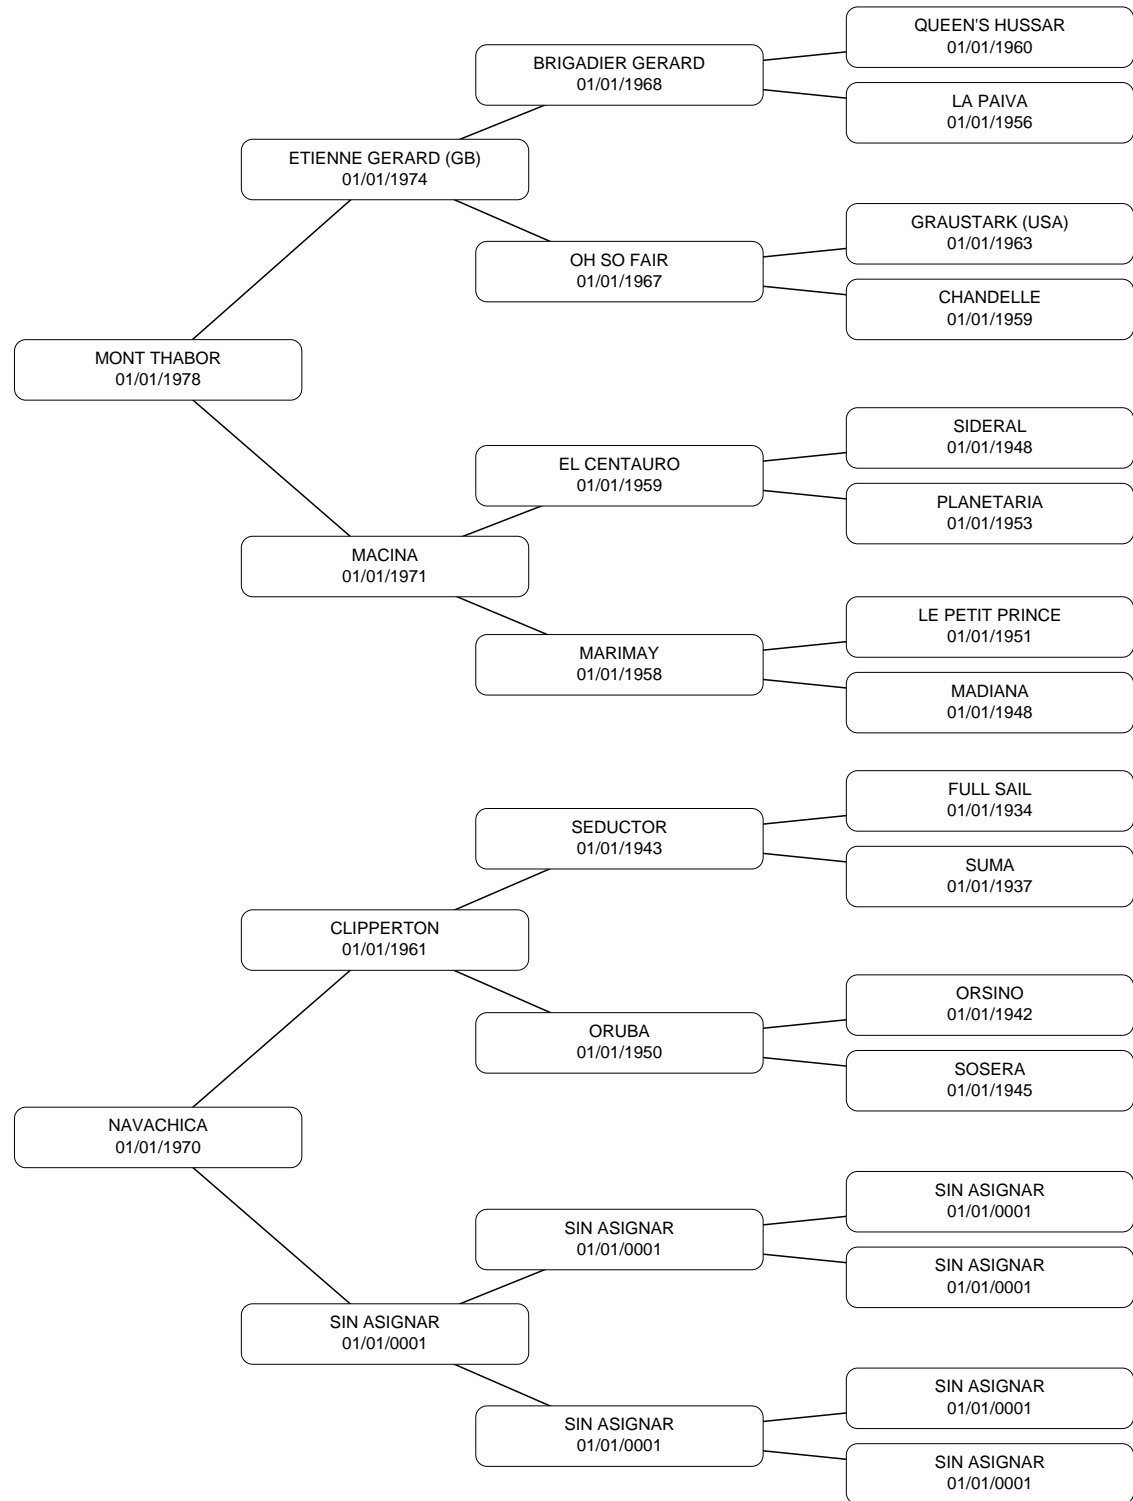 QUEEN'S HUSSAR
01/01/1960
BRIGADIER GERARD
01/01/1968
LA PAIVA
01/01/1956
ETIENNE GERARD (GB)
01/01/1974
GRAUSTARK (USA)
01/01/1963
OH SO FAIR
01/01/1967
CHANDELLE
01/01/1959
MONT THABOR
01/01/1978
SIDERAL
01/01/1948
EL CENTAURO
01/01/1959
PLANETARIA
01/01/1953
MACINA
01/01/1971
LE PETIT PRINCE
01/01/1951
MARIMAY
01/01/1958
MADIANA
01/01/1948
FULL SAIL
01/01/1934
SEDUCTOR
01/01/1943
SUMA
01/01/1937
CLIPPERTON
01/01/1961
ORSINO
01/01/1942
ORUBA
01/01/1950
SOSERA
01/01/1945
NAVACHICA
01/01/1970
SIN ASIGNAR
01/01/0001
SIN ASIGNAR
01/01/0001
SIN ASIGNAR
01/01/0001
SIN ASIGNAR
01/01/0001
SIN ASIGNAR
01/01/0001
SIN ASIGNAR
01/01/0001
SIN ASIGNAR
01/01/0001